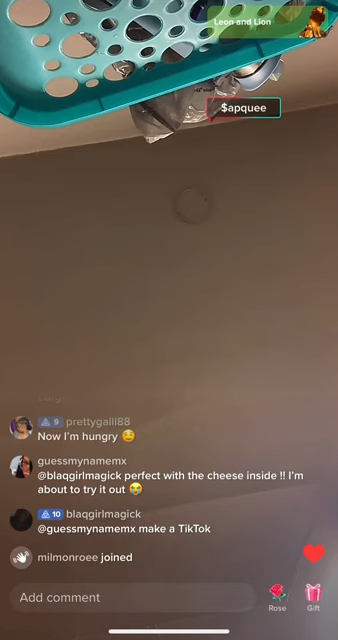 Leon and Lion
$apquee
9 prettygalll88
Now I'm hungry 😊
guessmynamemx
@blaqgirlmagick perfect with the cheese inside !! I'm
about to try it out 😭
10 blaqgirlmagick
@guessmynamemx make a TikTok
milmonroee joined
Add comment
Rose
Gift